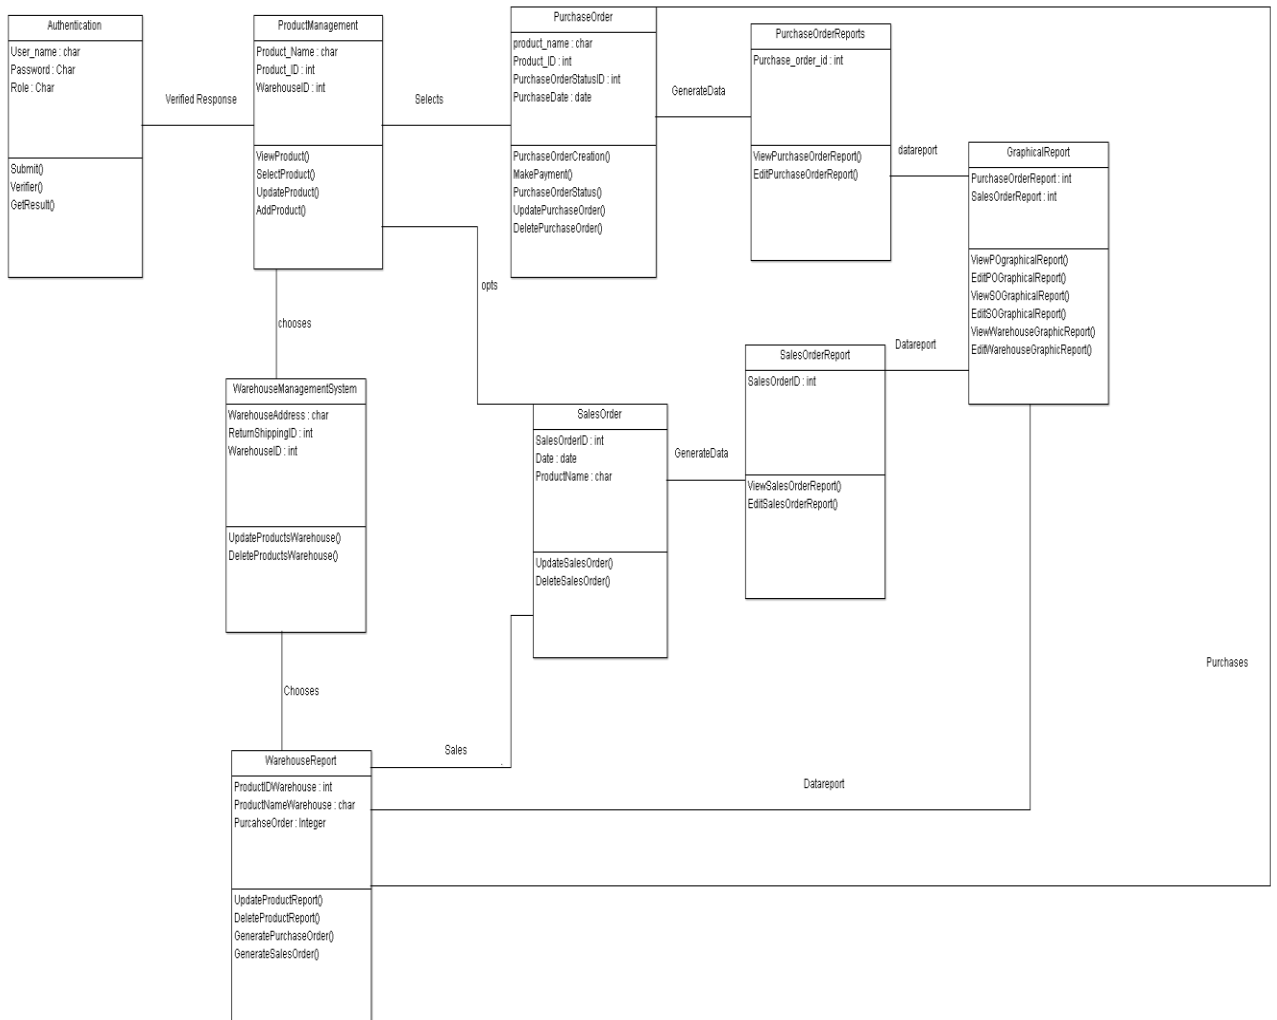 Authentication
User_name : char
Password : Char
Role : Char
Submit()
Verifier()
GetResult()
Verified Response
ProductManagement
Product_Name : char
Product_ID : int
WarehouseID : int
ViewProduct()
SelectProduct()
UpdateProduct()
AddProduct()
Selects
PurchaseOrder
product_name : char
Product_ID : int
PurchaseOrderStatusID : int
PurchaseDate : date
PurchaseOrderCreation()
MakePayment()
PurchaseOrderStatus()
UpdatePurchaseOrder()
DeletePurchaseOrder()
GenerateData
PurchaseOrderReports
Purchase_order_id : int
ViewPurchaseOrderReport()
EditPurchaseOrderReport()
datareport
GraphicalReport
PurchaseOrderReport : int
SalesOrderReport : int
ViewPOgraphicalReport()
EditPOGraphicalReport()
ViewSOGraphicalReport()
EditSOGraphicalReport()
ViewWarehouseGraphicReport()
EditWarehouseGraphicReport()
opts
chooses
WarehouseManagementSystem
WarehouseAddress : char
ReturnShippingID : int
WarehouseID : int
UpdateProductsWarehouse()
DeleteProductsWarehouse()
SalesOrder
SalesOrderID : int
Date : date
ProductName : char
UpdateSalesOrder()
DeleteSalesOrder()
GenerateData
SalesOrderReport
SalesOrderID : int
ViewSalesOrderReport()
EditSalesOrderReport()
Datareport
Chooses
Purchases
WarehouseReport
ProductIDWarehouse : int
ProductNameWarehouse : char
PurcahseOrder : Integer
UpdateProductReport()
DeleteProductReport()
GeneratePurchaseOrder()
GenerateSalesOrder()
Sales
Datareport